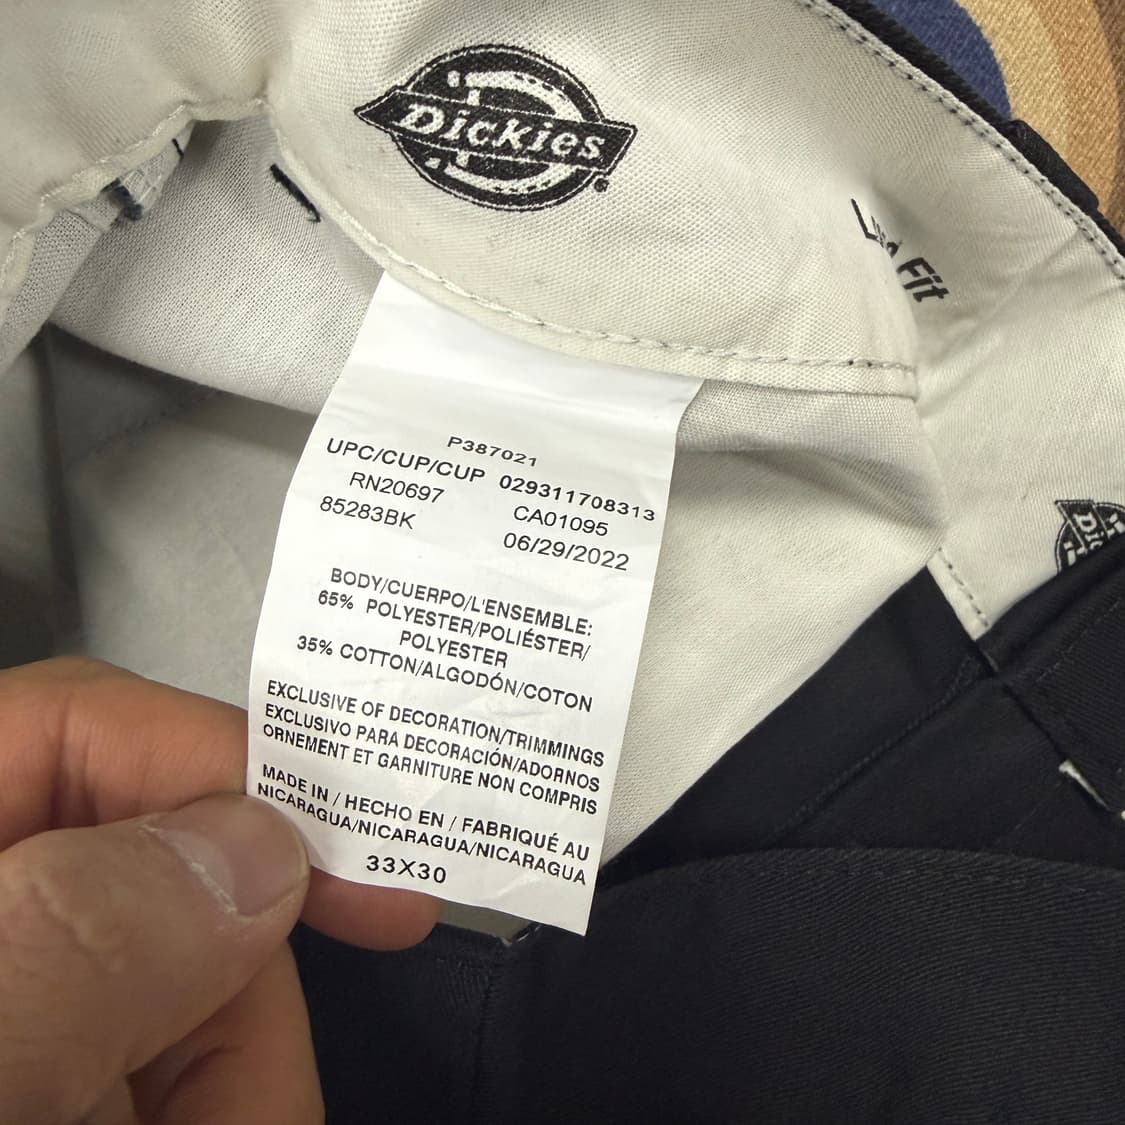 Dickies
Fit
P387021
UPC/CUP/CUP 029311708313
RN20697 CA01095
85283BK 06/29/2022
BODY/CUERPO/L'ENSEMBLE:
65% POLYESTER/POLIÉSTER/
POLYESTER
35% COTTON/ALGODÓN/COTON
EXCLUSIVE OF DECORATION/TRIMMINGS
EXCLUSIVO PARA DECORACIÓN/ADORNOS
ORNEMENT ET GARNITURE NON COMPRIS
MADE IN / HECHO EN / FABRIQUÉ AU
NICARAGUA/NICARAGUA/NICARAGUA
33X30